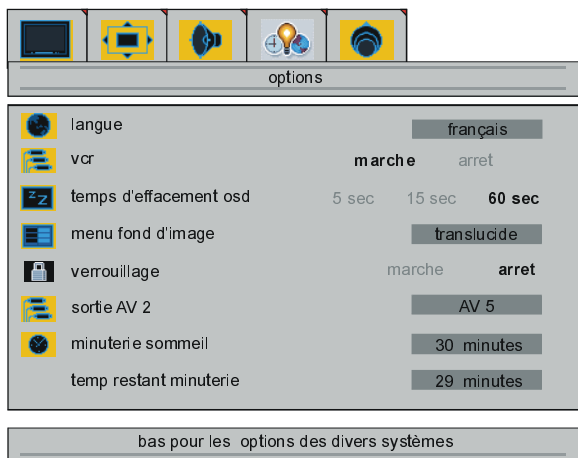 options
langue français
vcr marche arret
temps d'effacement osd 5 sec 15 sec 60 sec
menu fond d'image translucide
verrouillage marche arret
sortie AV 2 AV 5
minuterie sommeil 30 minutes
temp restant minuterie 29 minutes
bas pour les options des divers systèmes